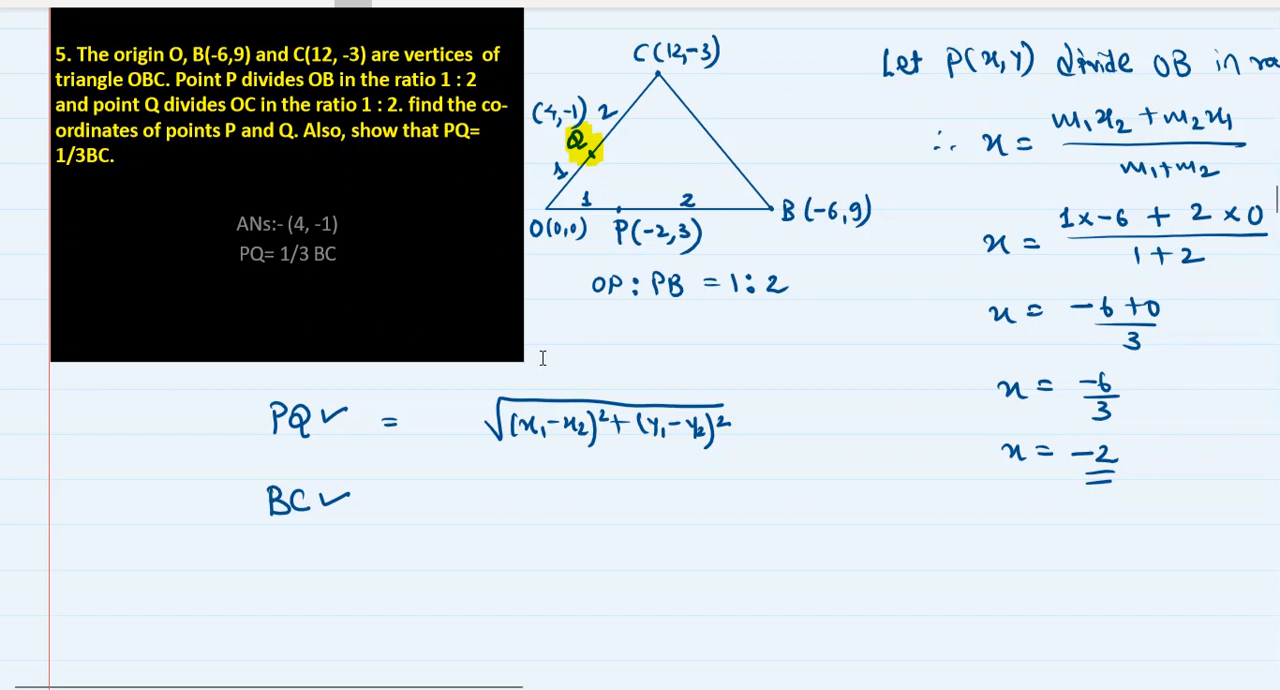 5. The origin O, B(-6,9) and C(12, -3) are vertices of
triangle OBC. Point P divides OB in the ratio 1 : 2
and point Q divides OC in the ratio 1 : 2. find the co-
ordinates of points P and Q. Also, show that PQ=
1/3BC.
ANs:- (4, -1)
PQ= 1/3 BC
C(12,-3)
(4,-1) 2
Q
1
1 2
O(0,0) P(-2,3) B(-6,9)
OP : PB = 1:2
Let P(x,y) divide OB in
∴ x = m₁x₂ + m₂x₁ / m₁+m₂
x = 1x-6 + 2x0 / 1+2
x = -6+0 / 3
x = -6/3
x = -2
PQ✓ = √(x₁-x₂)²+(y₁-y₂)²
BC✓